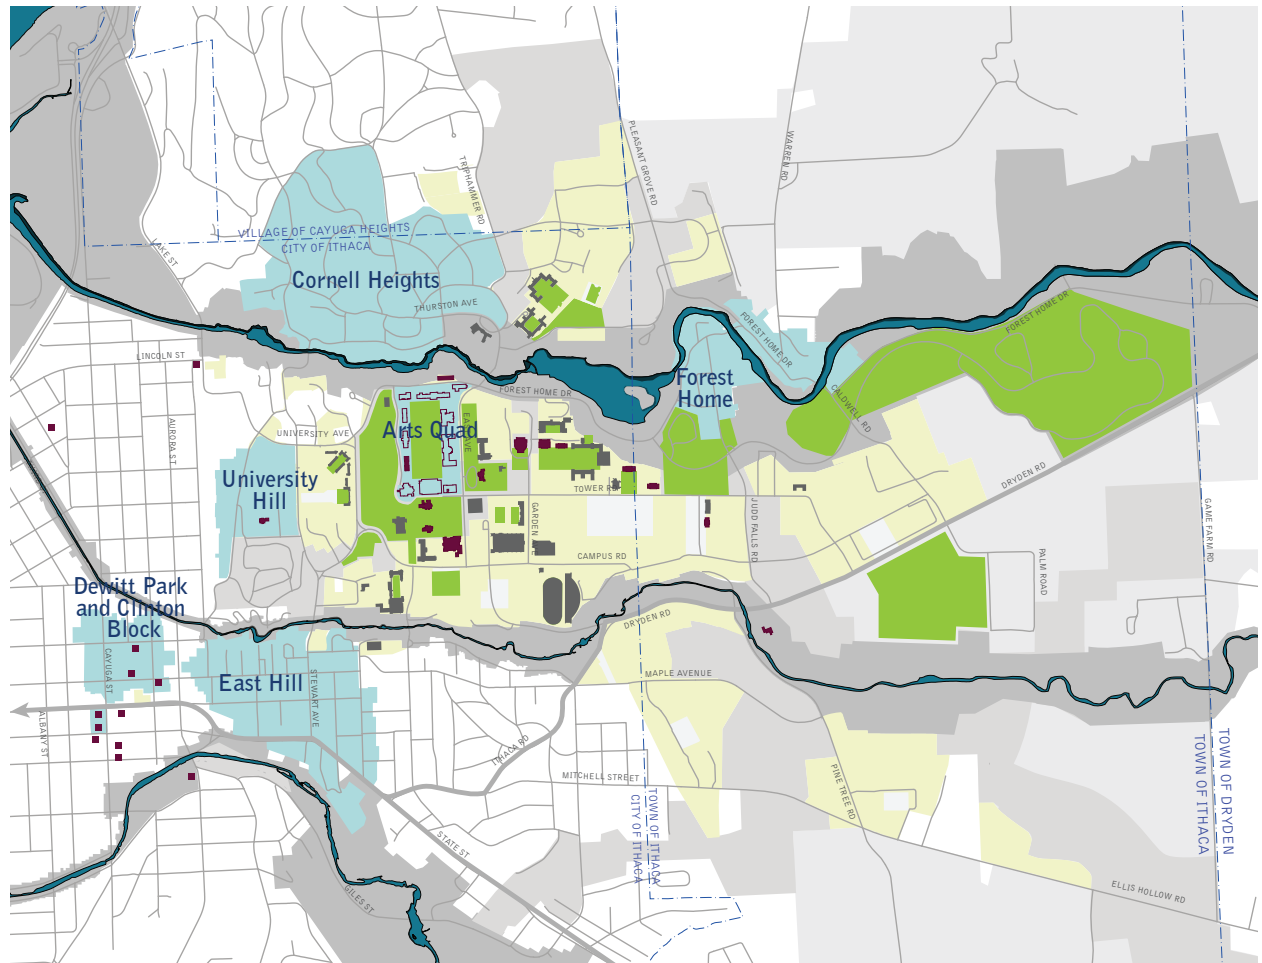 PLEASANT GROVE RD
WARREN RD
TRIPHAMMER RD
VILLAGE OF CAYUGA HEIGHTS
CITY OF ITHACA
LAKE ST
Cornell Heights
THURSTON AVE
FOREST HOME DR
FOREST HOME DR
LINCOLN ST
FOREST HOME DR
Forest
Home
CALDWELL RD
AURORA ST
UNIVERSITY AVE
Arts Quad
University
Hill
TOWER RD
DRYDEN RD
GARDEN
JUDD FALLS RD
GAME FARM RD
CAMPUS RD
PALM ROAD
Dewitt Park
and Clinton
Block
DRYDEN RD
CAYUGA ST
East Hill
STEWART AVE
MAPLE AVENUE
ALBANY ST
ITHACA RD
MITCHELL STREET
PINE TREE RD
TOWN OF ITHACA
CITY OF ITHACA
TOWN OF DRYDEN
TOWN OF ITHACA
STATE ST
GILES ST
ELLIS HOLLOW RD